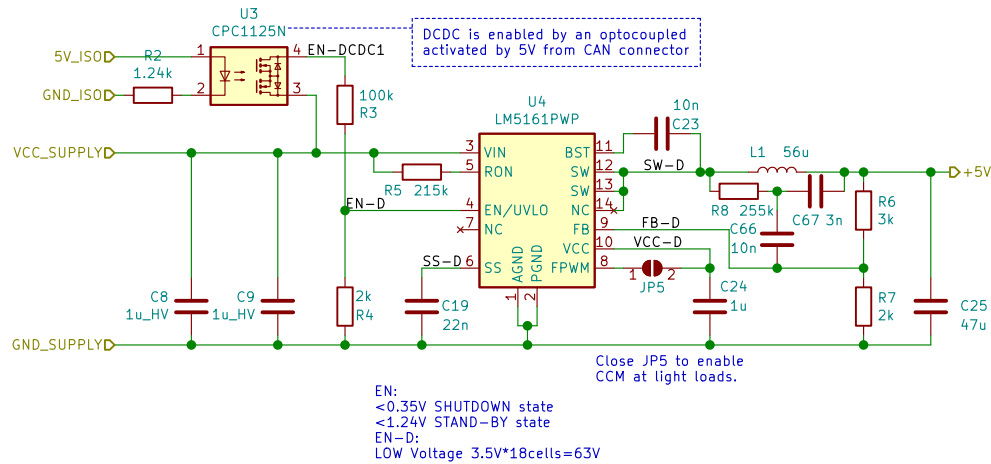 U3
CPC1125N
DCDC is enabled by an optocoupled
activated by 5V from CAN connector
5V_ISO
R2
1.24k
1
4
EN-DCDC1
GND_ISO
2
3
100k
R3
U4
LM5161PWP
10n
C23
VCC_SUPPLY
3
VIN
BST
11
5
RON
SW
12
SW-D
L1
56u
+5V
R5
215k
SW
13
R8
255k
C67
3n
R6
3k
EN-D
4
EN/UVLO
NC
14
7
NC
FB
9
FB-D
C66
10n
VCC
10
VCC-D
SS-D
6
SS
FPWM
8
1
2
JP5
AGND
PGND
1
2
C8
1u_HV
C9
1u_HV
2k
R4
C19
22n
C24
1u
R7
2k
C25
47u
GND_SUPPLY
Close JP5 to enable
CCM at light loads.
EN:
<0.35V SHUTDOWN state
<1.24V STAND-BY state
EN-D:
LOW Voltage 3.5V*18cells=63V